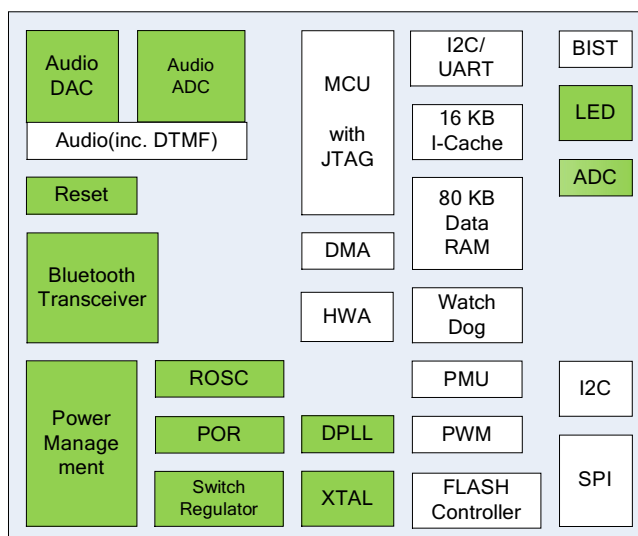 Audio
DAC
Audio
ADC
Audio(inc. DTMF)
Reset
Bluetooth
Transceiver
Power
Manage
ment
ROSC
POR
Switch
Regulator
MCU
with
JTAG
DMA
HWA
DPLL
XTAL
I2C/
UART
16 KB
I-Cache
80 KB
Data
RAM
Watch
Dog
PMU
PWM
FLASH
Controller
BIST
LED
ADC
I2C
SPI